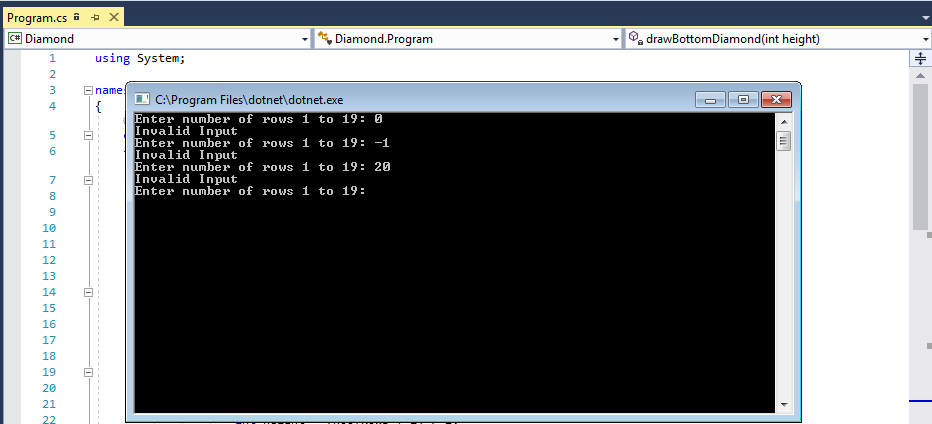 Program.cs
Diamond
Diamond.Program
drawBottomDiamond(int height)
1 using System;
2
3 names
4 {
5
6
7
8
9
10
11
12
13
14
15
16
17
18
19
20
21
22
C:\Program Files\dotnet\dotnet.exe
Enter number of rows 1 to 19: 0
Invalid Input
Enter number of rows 1 to 19: -1
Invalid Input
Enter number of rows 1 to 19: 20
Invalid Input
Enter number of rows 1 to 19: